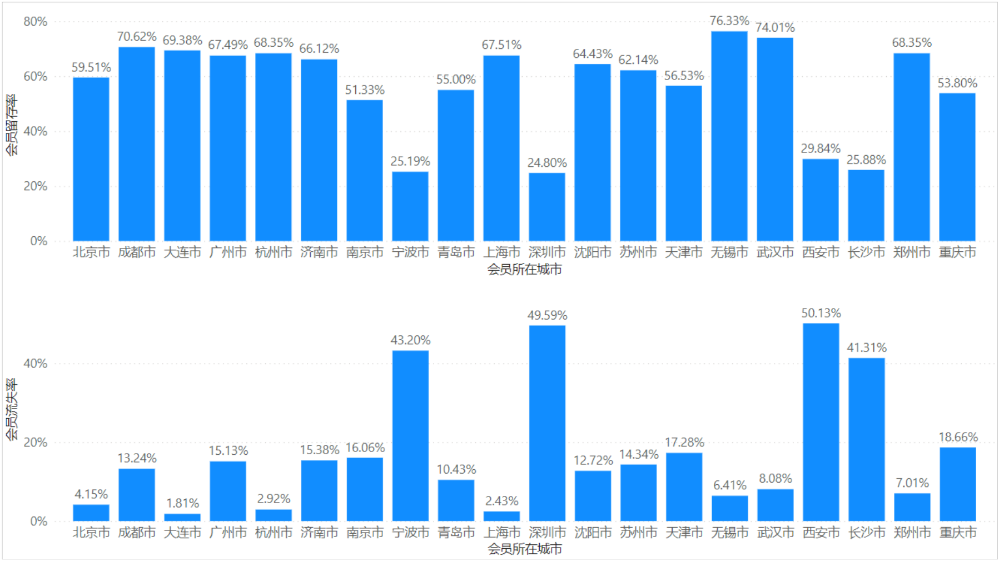 会员留存率
80%
60%
40%
20%
0%
59.51% 70.62% 69.38% 67.49% 68.35% 66.12% 51.33% 25.19% 55.00% 67.51% 24.80% 64.43% 62.14% 56.53% 76.33% 74.01% 29.84% 25.88% 68.35% 53.80%
北京市 成都市 大连市 广州市 杭州市 济南市 南京市 宁波市 青岛市 上海市 深圳市 沈阳市 苏州市 天津市 无锡市 武汉市 西安市 长沙市 郑州市 重庆市
会员所在城市
会员流失率
40%
20%
0%
4.15% 13.24% 1.81% 15.13% 2.92% 15.38% 16.06% 43.20% 10.43% 2.43% 49.59% 12.72% 14.34% 17.28% 6.41% 8.08% 50.13% 41.31% 7.01% 18.66%
北京市 成都市 大连市 广州市 杭州市 济南市 南京市 宁波市 青岛市 上海市 深圳市 沈阳市 苏州市 天津市 无锡市 武汉市 西安市 长沙市 郑州市 重庆市
会员所在城市